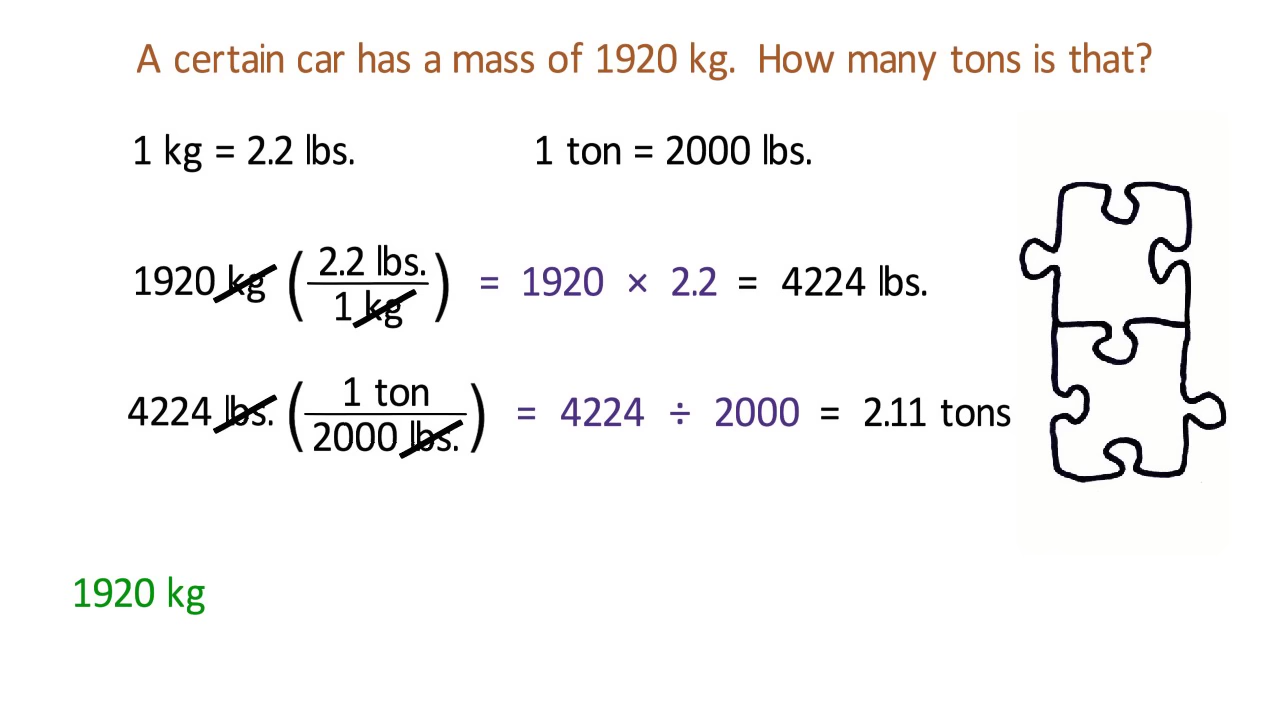 A certain car has a mass of 1920 kg. How many tons is that?
1 kg = 2.2 lbs. 1 ton = 2000 lbs.
1920 kg (2.2 lbs. / 1 kg) = 1920 × 2.2 = 4224 lbs.
4224 lbs. (1 ton / 2000 lbs.) = 4224 ÷ 2000 = 2.11 tons
1920 kg